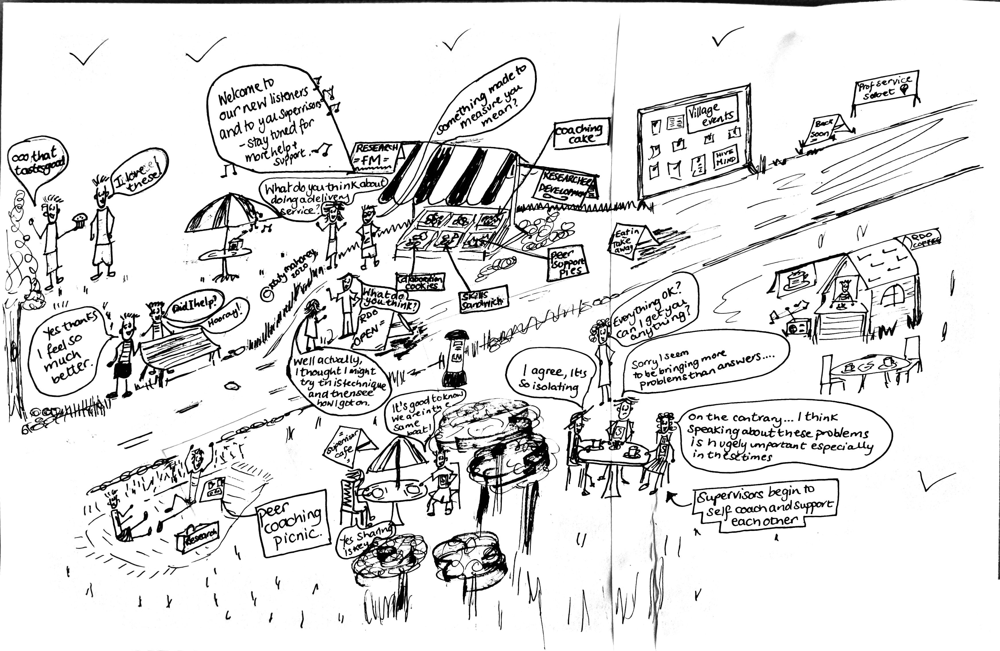 ooo that
tastes good
I love
these!
Welcome to
our new listeners
and to you supervisors
- stay tuned for
more help +
support.
RESEARCH
=FM=
something made to
measure you
mean?
What do you think about
doing a delivery
service?
coaching
cake
RESEARCHER
DEVELOPMENT
Village
events
HIVE
MIND
Prof service
sorbet
Back
soon
Eat in
Take
away
peer
support
pies
collaboration
cookies
skills
sandwich
© Katy mahoney
2020
RDO
COFFEE
Did I help?
Hooray!
Yes thanks
I feel so
much
better.
What do
you think?
RDO
OPEN
Well actually,
I thought I might
try this technique
and then see
how I got on.
LM
Everything OK?
can I get you
anything?
Sorry I seem
to be bringing more
problems than answers....
I agree, it's
so isolating
on the contrary... I think
speaking about these problems
is hugely important especially
in these times
S
S
It's good to know
we are in the
same
boat!
supervisor
cafe
S
Yes sharing
is key
peer
coaching
picnic.
Research
Supervisors begin to
self coach and support
each other